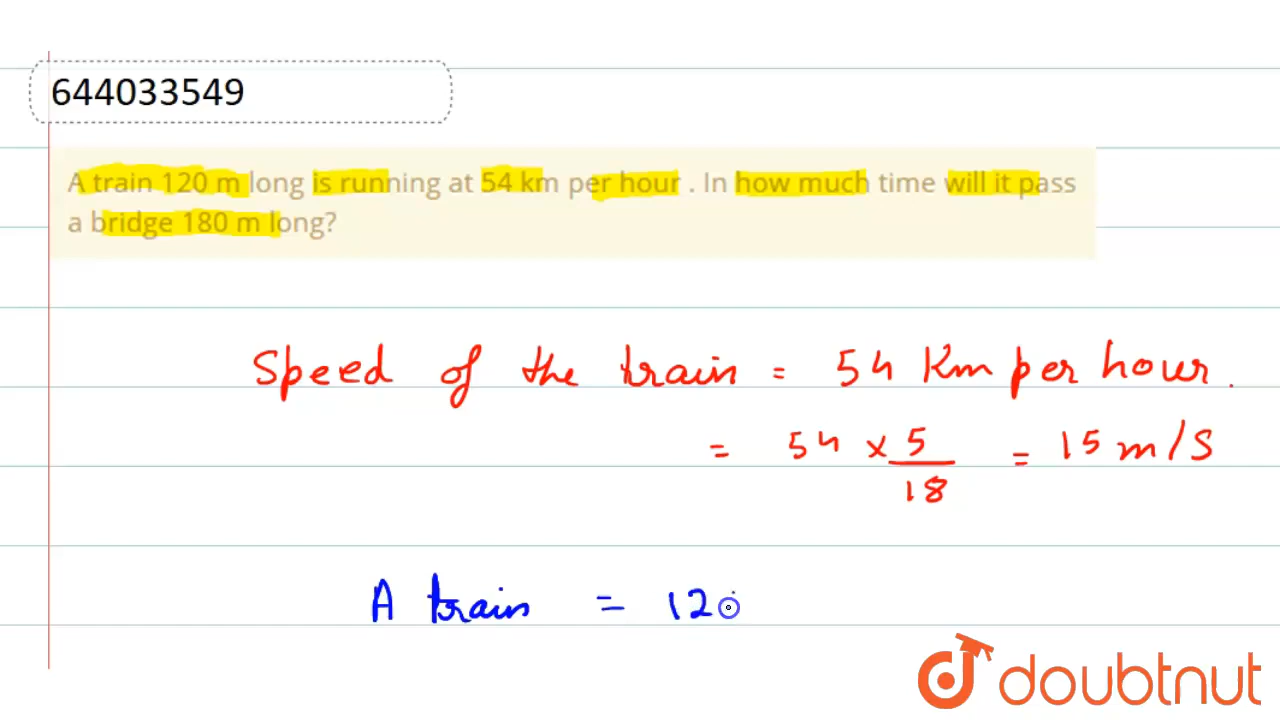 644033549
A train 120 m long is running at 54 km per hour . In how much time will it pass
a bridge 180 m long?
Speed of the train = 54 Km per hour.
= 54 × 5/18 = 15 m/s
A train = 120
doubtnut